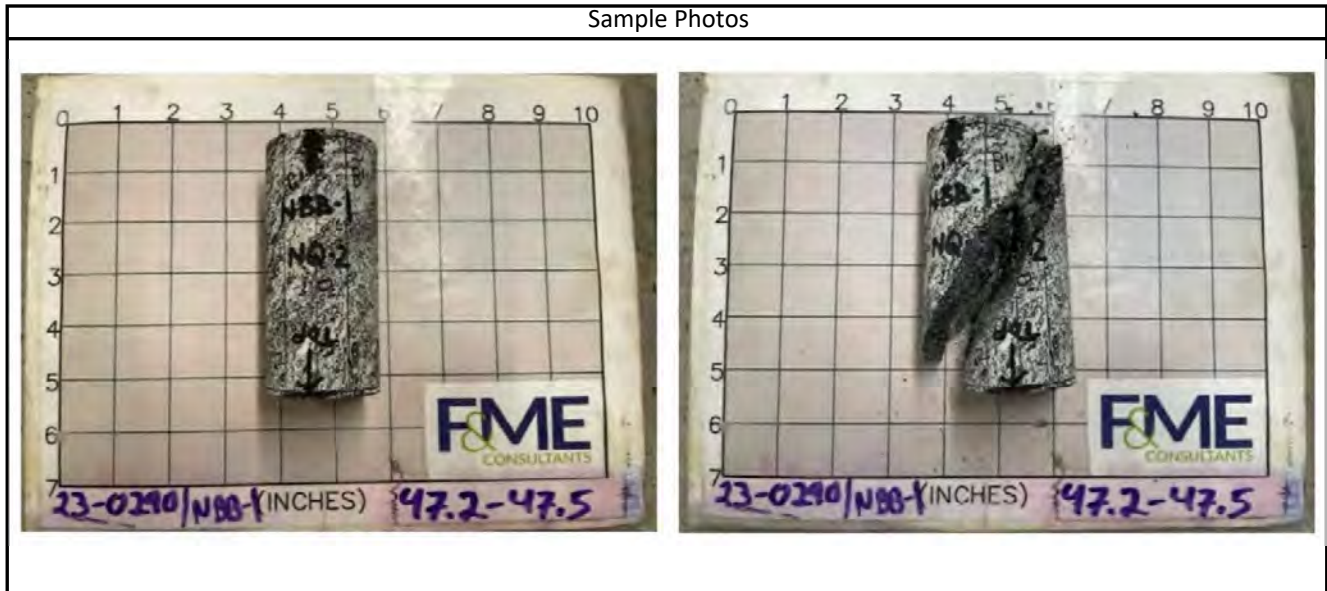 Sample Photos
0 1 2 3 4 5 6 7 8 9 10
1
NBB-1
2
NQ-2
3
4
5
6
F&ME
CONSULTANTS
7
23-0290/NBB-1 (INCHES) 47.2-47.5
0 1 2 3 4 5 6 7 8 9 10
1
NBB-1
2
NQ 2
3
4
5
6
F&ME
CONSULTANTS
7
23-0290/NBB-1 (INCHES) 47.2-47.5